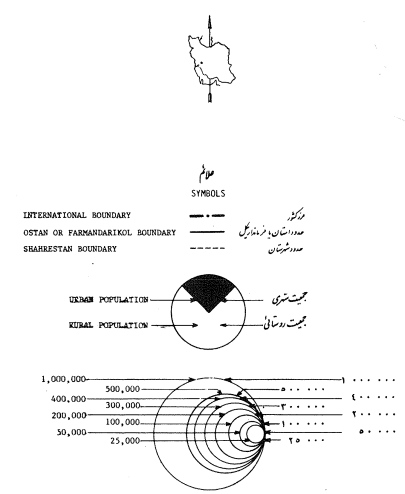 علائم
SYMBOLS
INTERNATIONAL BOUNDARY مرز کشور
OSTAN OR FARMANDARIKOL BOUNDARY حدود استان یا فرمانداریکل
SHAHRESTAN BOUNDARY حدود شهرستان
URBAN POPULATION جمعیت شهری
RURAL POPULATION جمعیت روستائی
1,000,000 ۱۰۰۰۰۰۰
500,000 ۵۰۰۰۰۰
400,000 ۴۰۰۰۰۰
300,000 ۳۰۰۰۰۰
200,000 ۲۰۰۰۰۰
100,000 ۱۰۰۰۰۰
50,000 ۵۰۰۰۰
25,000 ۲۵۰۰۰